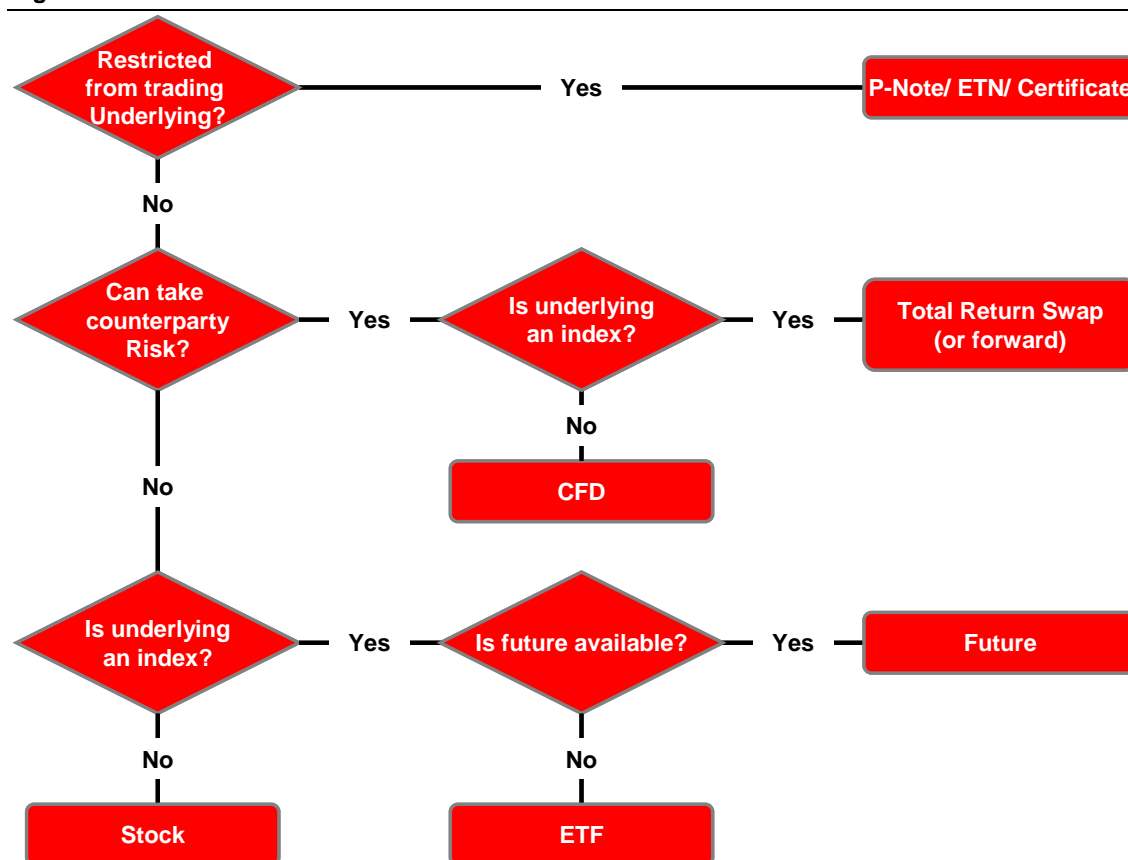 Restricted
from trading
Underlying?
Yes
P-Note/ ETN/ Certificate
No
Can take
counterparty
Risk?
Yes
Is underlying
an index?
Yes
Total Return Swap
(or forward)
No
CFD
No
Is underlying
an index?
Yes
Is future available?
Yes
Future
No
No
Stock
ETF